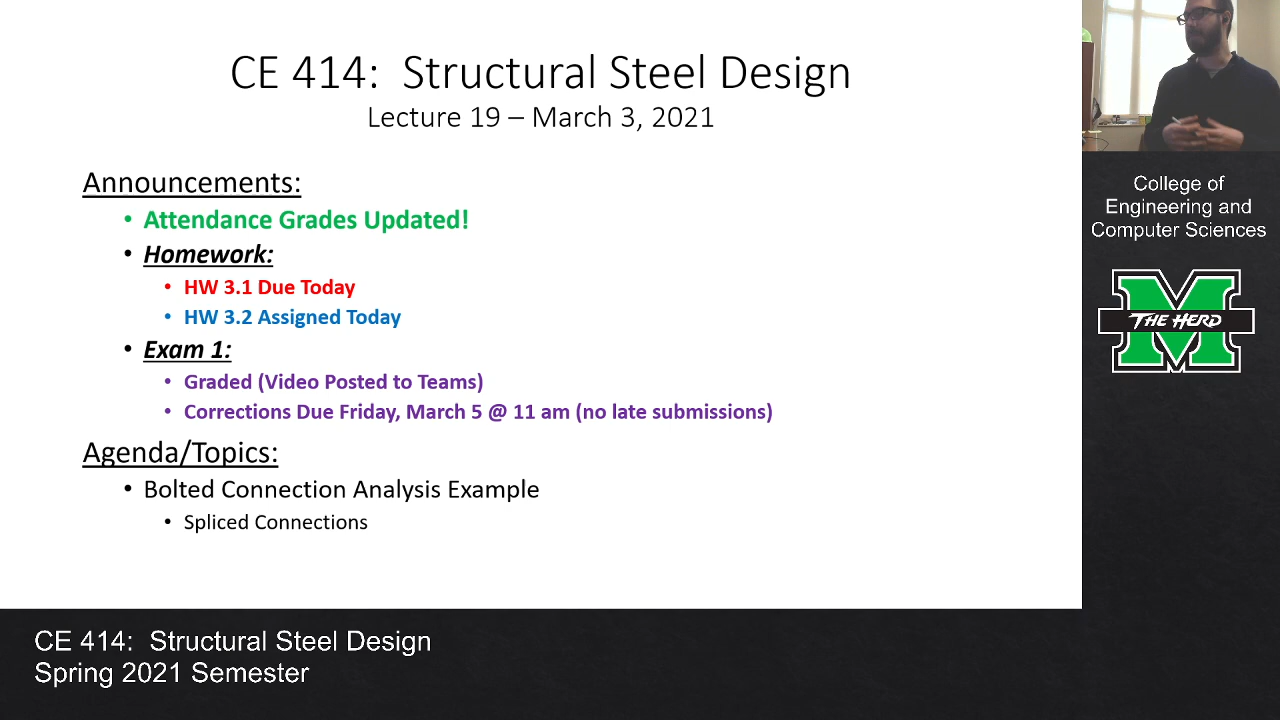 CE 414:  Structural Steel Design
Lecture 19 – March 3, 2021
Announcements:
• Attendance Grades Updated!
• Homework:
• HW 3.1 Due Today
• HW 3.2 Assigned Today
• Exam 1:
• Graded (Video Posted to Teams)
• Corrections Due Friday, March 5 @ 11 am (no late submissions)
Agenda/Topics:
• Bolted Connection Analysis Example
• Spliced Connections
College of
Engineering and
Computer Sciences
THE HERD
CE 414:  Structural Steel Design
Spring 2021 Semester